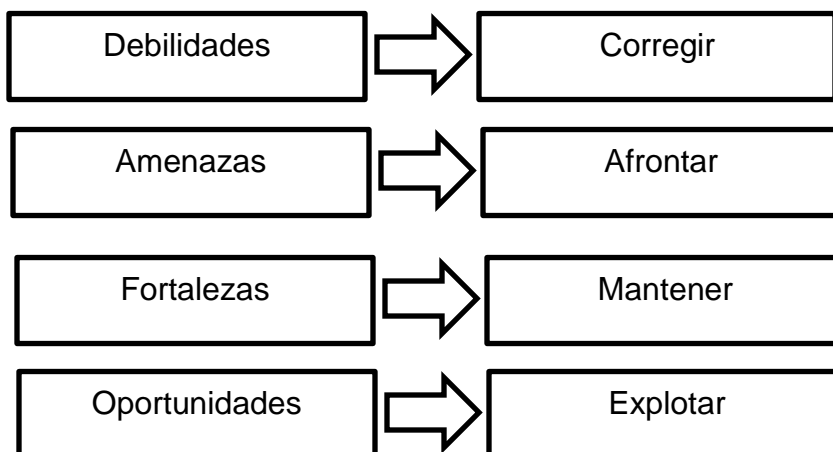 Debilidades Corregir
Amenazas Afrontar
Fortalezas Mantener
Oportunidades Explotar